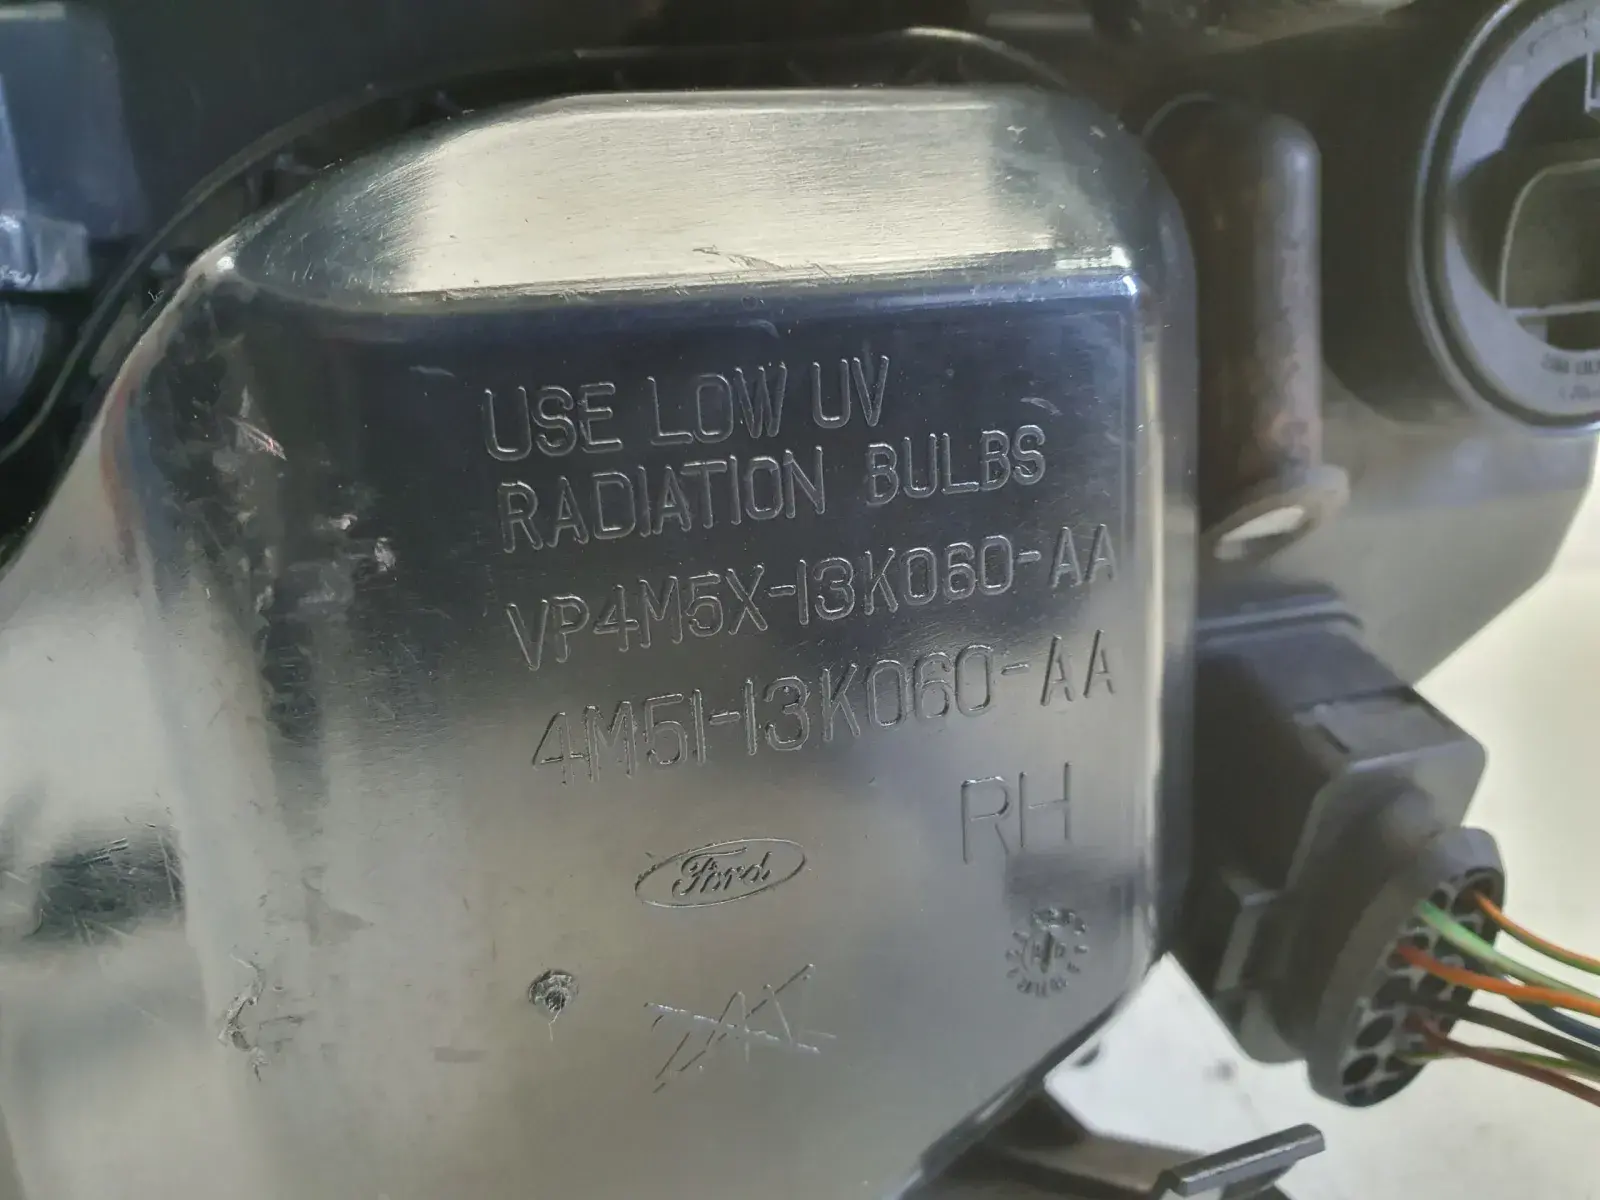 USE LOW UV
RADIATION BULBS
VP4M5X-13K060-AA
4M51-13K060-AA
RH
Ford